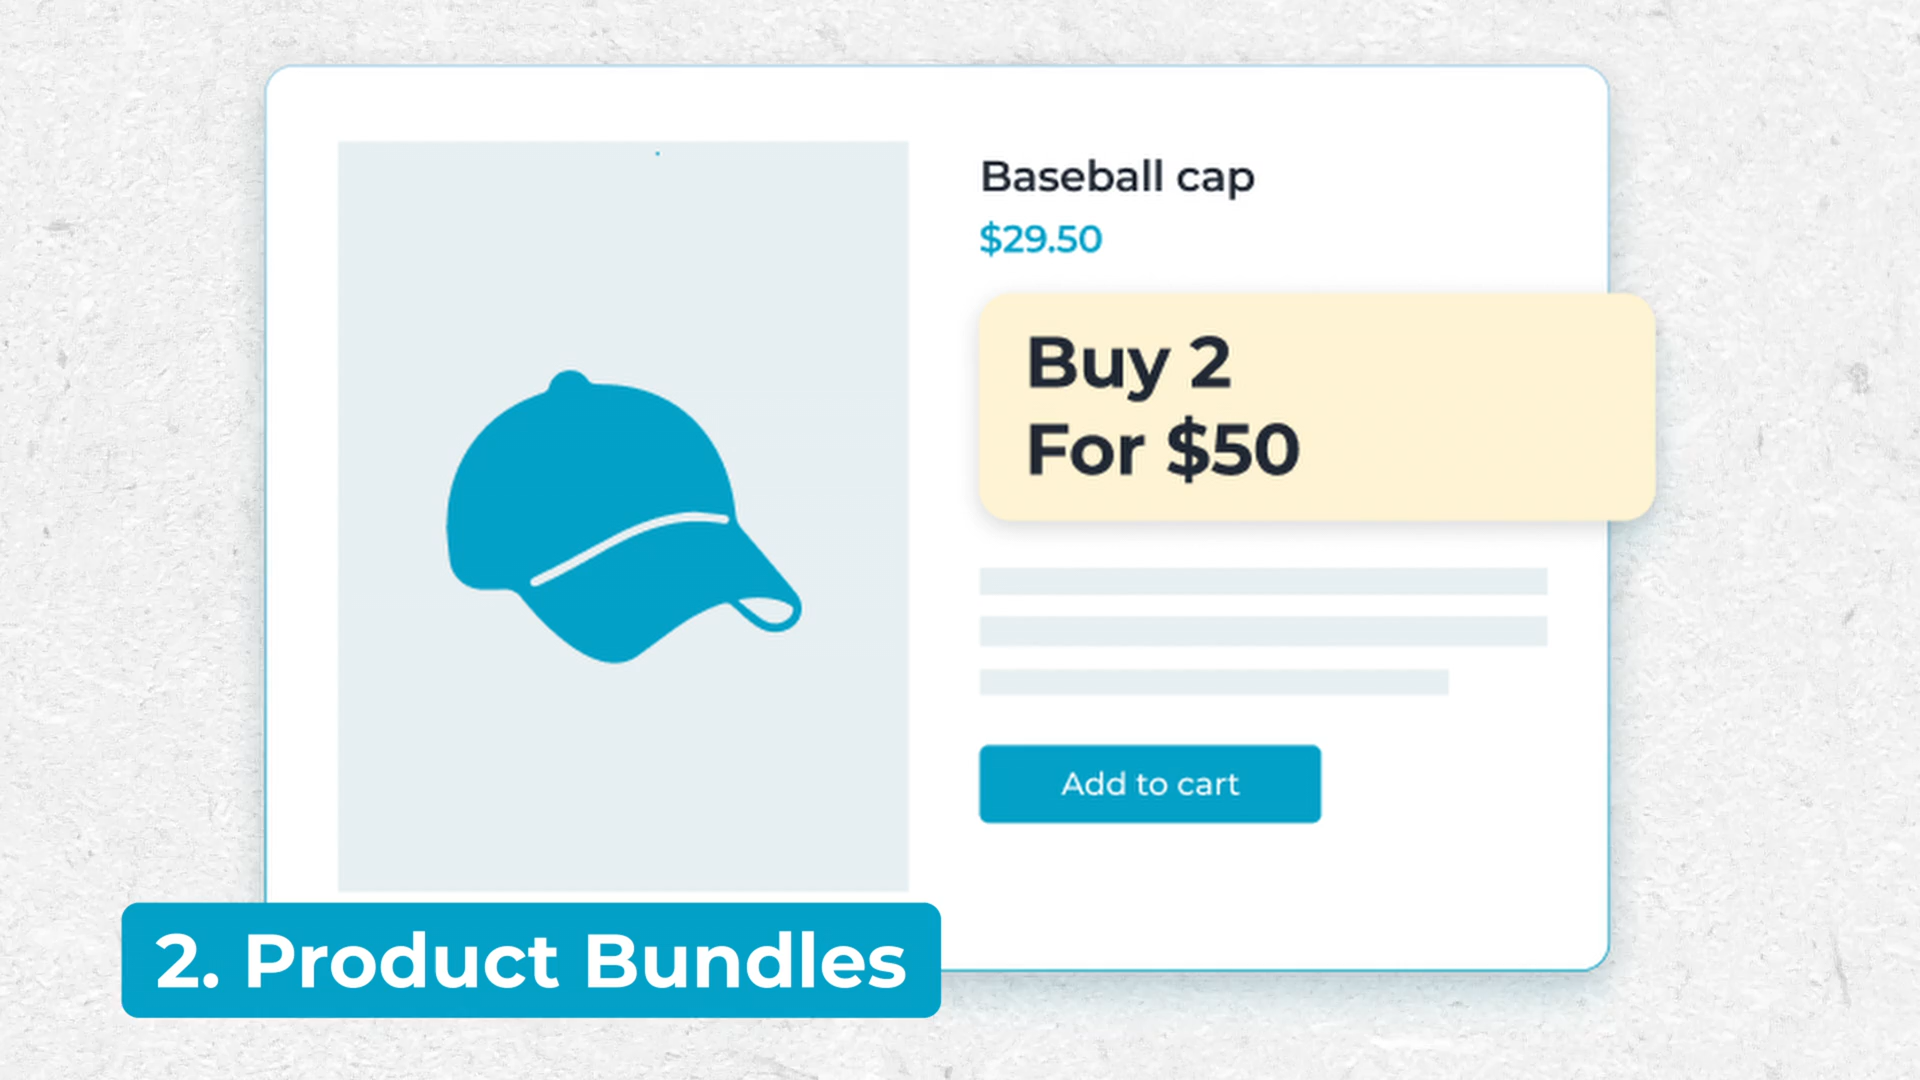 Baseball cap
$29.50
Buy 2
For $50
Add to cart
2. Product Bundles